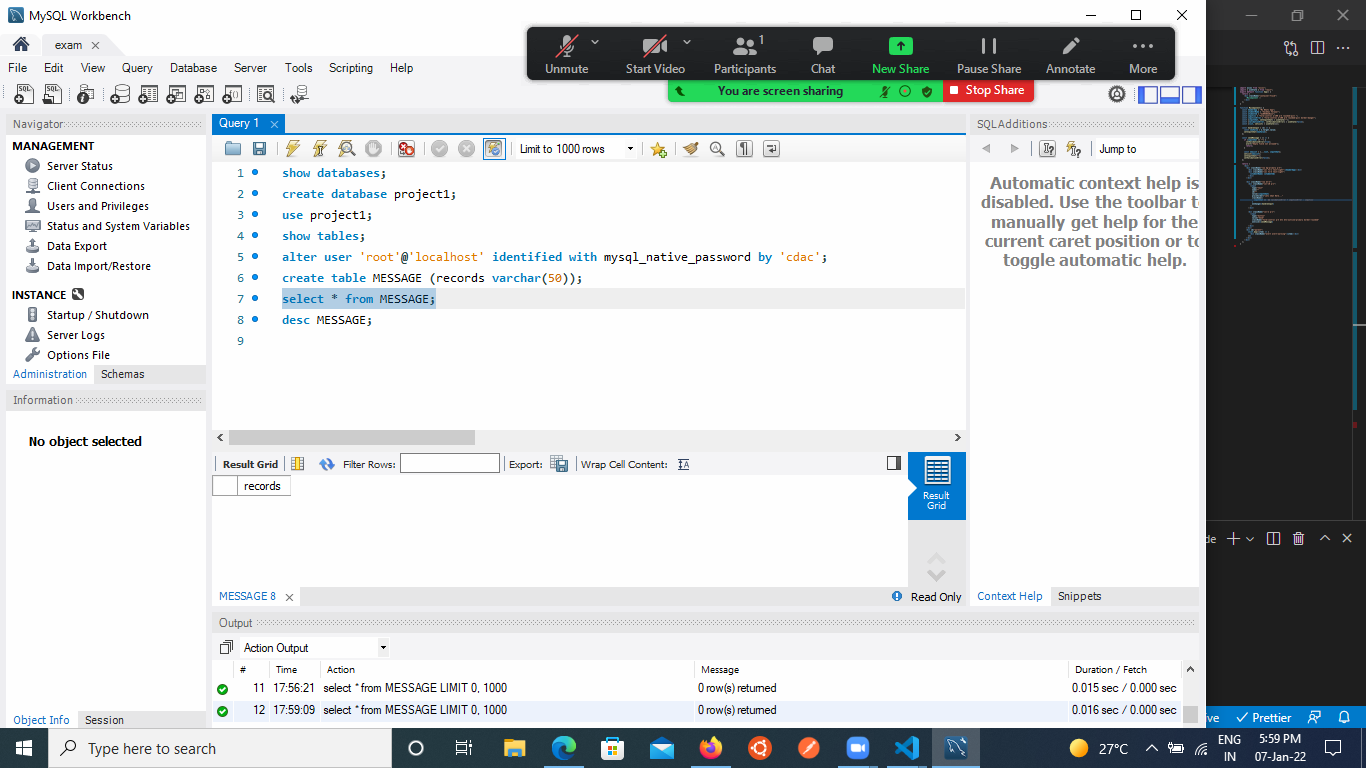 MySQL Workbench
exam
File Edit View Query Database Server Tools Scripting Help
Unmute Start Video Participants 1 Chat New Share Pause Share Annotate More
You are screen sharing Stop Share
Navigator
MANAGEMENT
Server Status
Client Connections
Users and Privileges
Status and System Variables
Data Export
Data Import/Restore
INSTANCE
Startup / Shutdown
Server Logs
Options File
Administration Schemas
Information
No object selected
Object Info Session
Query 1
Limit to 1000 rows
1 show databases;
2 create database project1;
3 use project1;
4 show tables;
5 alter user 'root'@'localhost' identified with mysql_native_password by 'cdac';
6 create table MESSAGE (records varchar(50));
7 select * from MESSAGE;
8 desc MESSAGE;
9
Result Grid Filter Rows: Export: Wrap Cell Content:
records
Result
Grid
MESSAGE 8 Read Only
SQLAdditions
Jump to
Automatic context help is
disabled. Use the toolbar t
manually get help for the
current caret position or to
toggle automatic help.
Context Help Snippets
Output
Action Output
# Time Action Message Duration / Fetch
11 17:56:21 select * from MESSAGE LIMIT 0, 1000 0 row(s) returned 0.015 sec / 0.000 sec
12 17:59:09 select * from MESSAGE LIMIT 0, 1000 0 row(s) returned 0.016 sec / 0.000 sec
de
ve Prettier
Type here to search
27°C
ENG
IN
5:59 PM
07-Jan-22